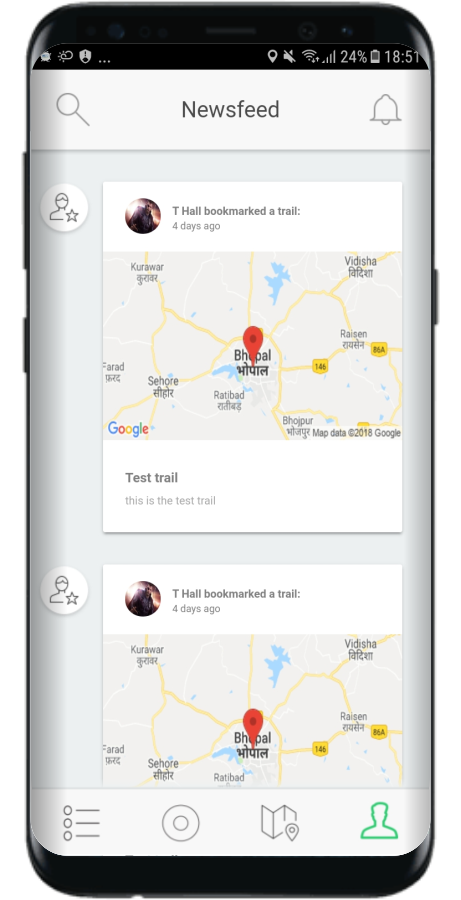 ... 24% 18:51
Newsfeed
T Hall bookmarked a trail:
4 days ago
Kurawar
कुरावर
Vidisha
विदिशा
Raisen
रायसेन
86A
Bhopal
भोपाल
146
Farad
फ़रद
Sehore
सीहोर
Ratibad
रातीबड़
Bhojpur
भोजपुर
Google
Map data ©2018 Google
Test trail
this is the test trail
T Hall bookmarked a trail:
4 days ago
Kurawar
कुरावर
Vidisha
विदिशा
Raisen
रायसेन
86A
Bhopal
भोपाल
146
Farad
फ़रद
Sehore
सीहोर
Ratibad